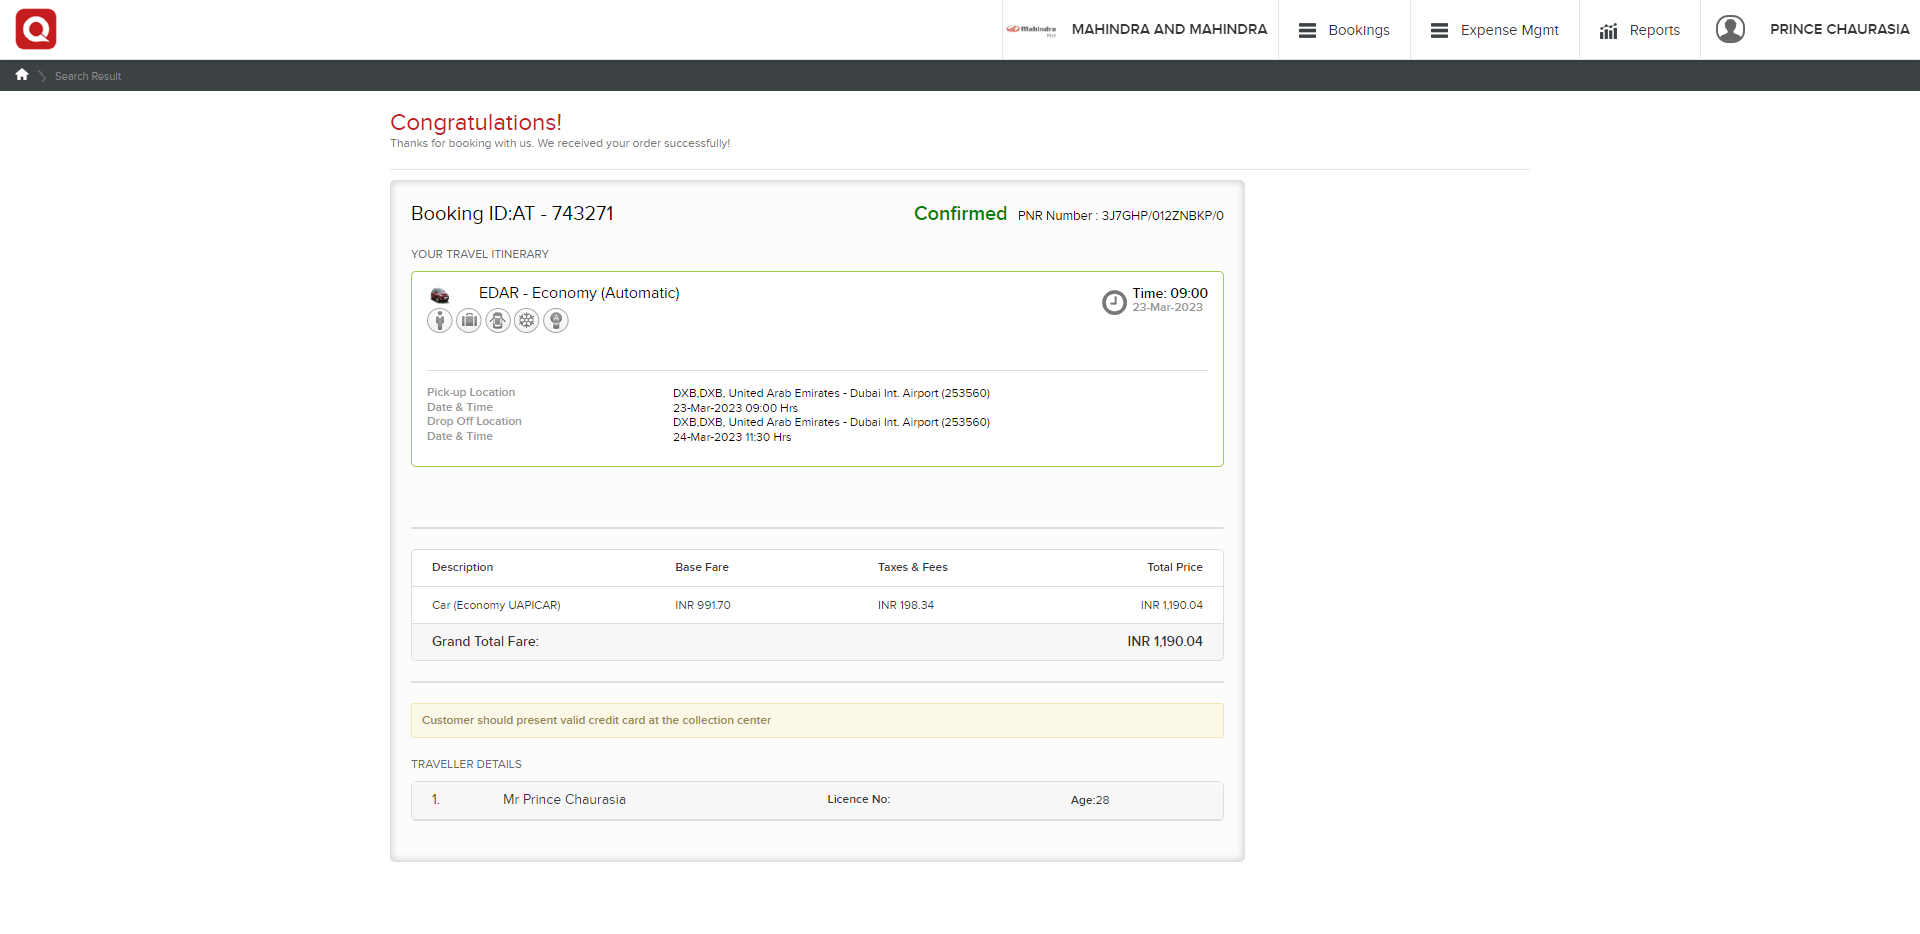 Q
Mahindra
MAHINDRA AND MAHINDRA
Bookings
Expense Mgmt
Reports
PRINCE CHAURASIA
Search Result
Congratulations!
Thanks for booking with us. We received your order successfully!
Booking ID:AT - 743271
Confirmed PNR Number : 3J7GHP/012ZNBKP/0
YOUR TRAVEL ITINERARY
EDAR - Economy (Automatic)
Time: 09:00
23-Mar-2023
A
Pick-up Location DXB,DXB, United Arab Emirates - Dubai Int. Airport (253560)
Date & Time 23-Mar-2023 09:00 Hrs
Drop Off Location DXB,DXB, United Arab Emirates - Dubai Int. Airport (253560)
Date & Time 24-Mar-2023 11:30 Hrs
Description Base Fare Taxes & Fees Total Price
Car (Economy UAPICAR) INR 991.70 INR 198.34 INR 1,190.04
Grand Total Fare: INR 1,190.04
Customer should present valid credit card at the collection center
TRAVELLER DETAILS
1. Mr Prince Chaurasia Licence No: Age:28